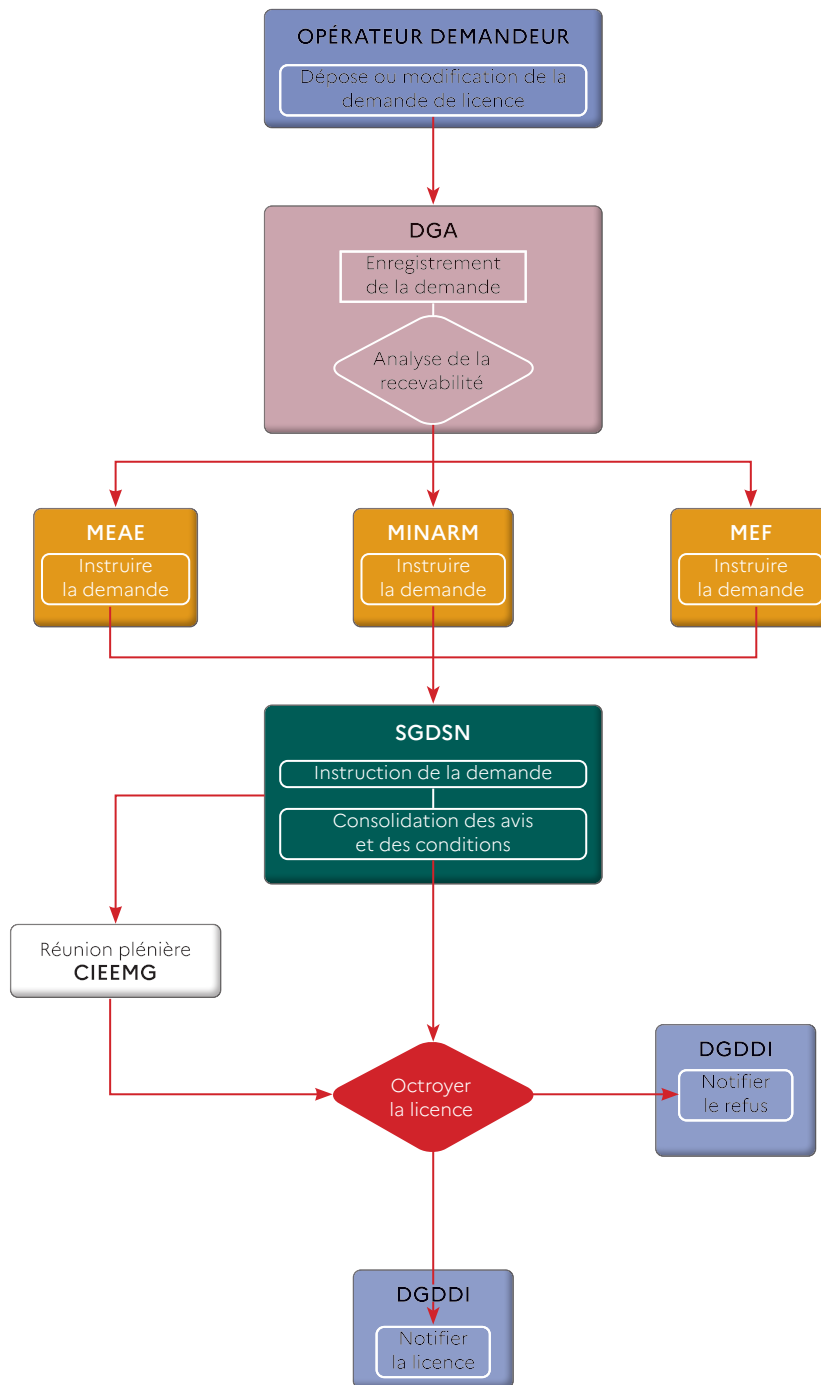 OPÉRATEUR DEMANDEUR
Dépose ou modification de la
demande de licence
DGA
Enregistrement
de la demande
Analyse de la
recevabilité
MEAE
Instruire
la demande
MINARM
Instruire
la demande
MEF
Instruire
la demande
SGDSN
Instruction de la demande
Consolidation des avis
et des conditions
Réunion plénière
CIEEMG
Octroyer
la licence
DGDDI
Notifier
le refus
DGDDI
Notifier
la licence